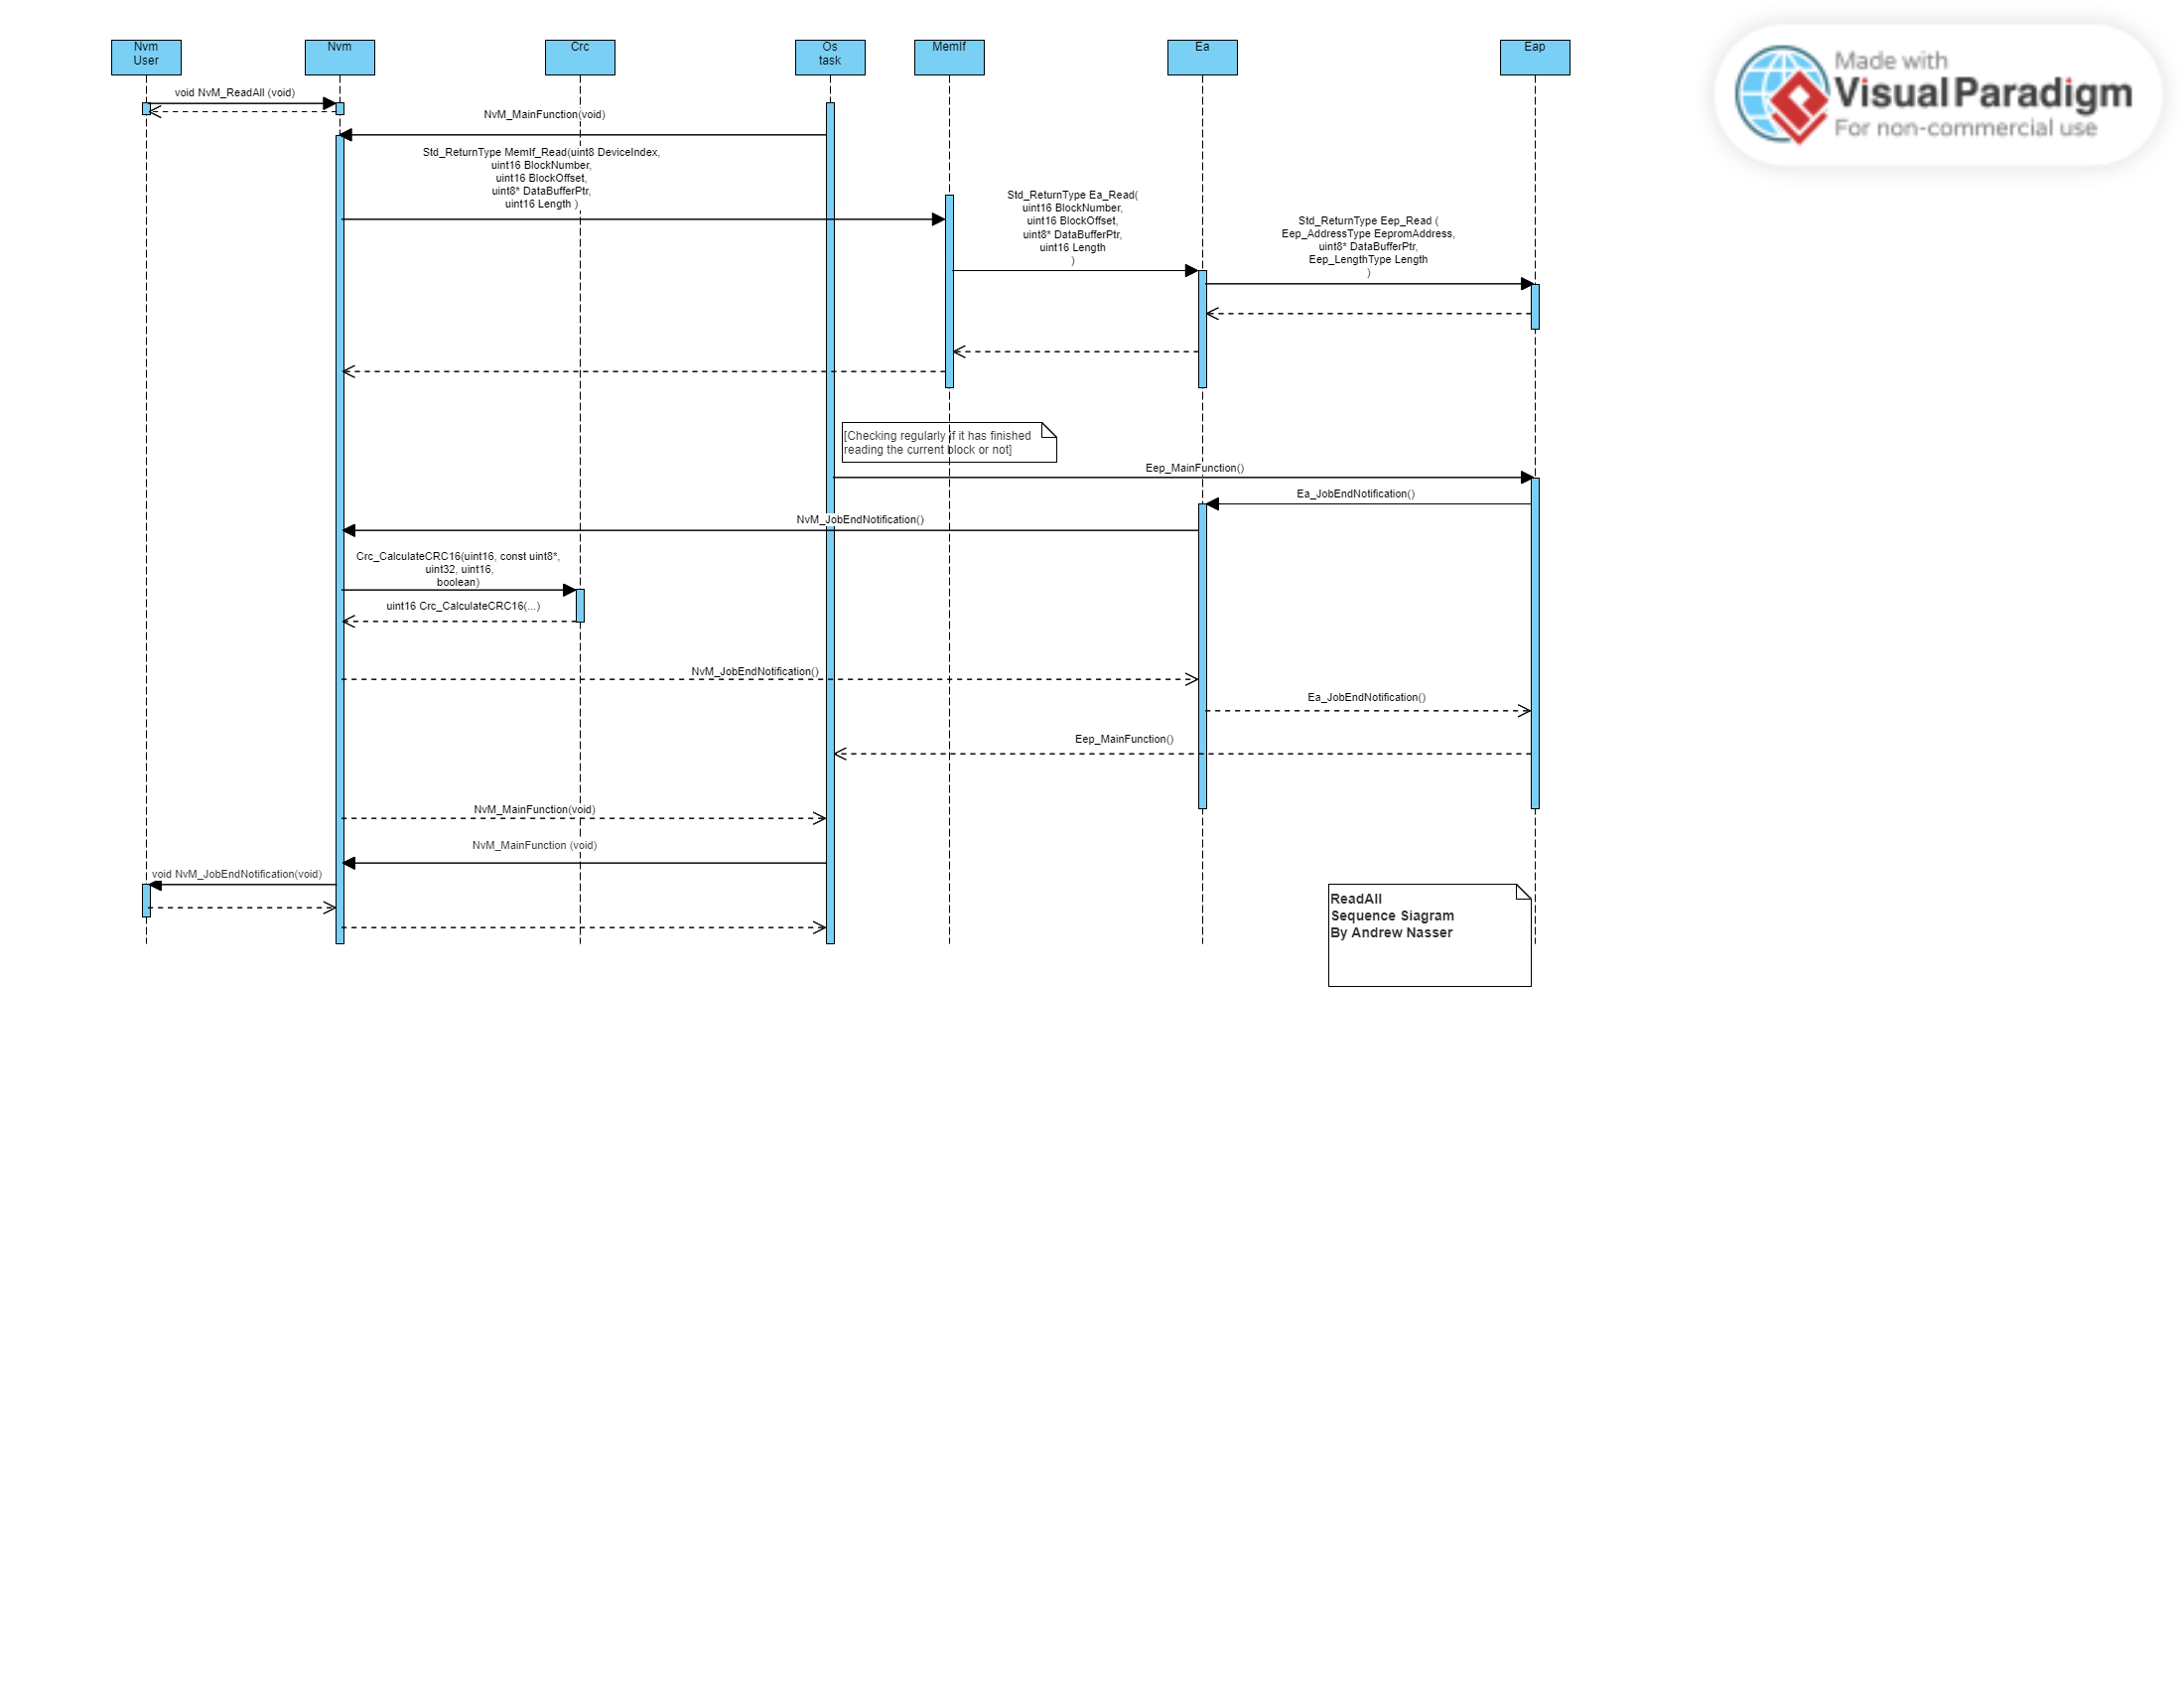 Made with
Visual Paradigm
For non-commercial use
Nvm
User
Nvm
Crc
Os
task
MemIf
Ea
Eap
void NvM_ReadAll (void)
NvM_MainFunction(void)
Std_ReturnType MemIf_Read(uint8 DeviceIndex,
uint16 BlockNumber,
uint16 BlockOffset,
uint8* DataBufferPtr,
uint16 Length )
Std_ReturnType Ea_Read(
uint16 BlockNumber,
uint16 BlockOffset,
uint8* DataBufferPtr,
uint16 Length
)
Std_ReturnType Eep_Read (
Eep_AddressType EepromAddress,
uint8* DataBufferPtr,
Eep_LengthType Length
)
[Checking regularly if it has finished
reading the current block or not]
Eep_MainFunction()
Ea_JobEndNotification()
NvM_JobEndNotification()
Crc_CalculateCRC16(uint16, const uint8*,
uint32, uint16,
boolean)
uint16 Crc_CalculateCRC16(...)
NvM_JobEndNotification()
Ea_JobEndNotification()
Eep_MainFunction()
NvM_MainFunction(void)
NvM_MainFunction (void)
void NvM_JobEndNotification(void)
ReadAll
Sequence Siagram
By Andrew Nasser